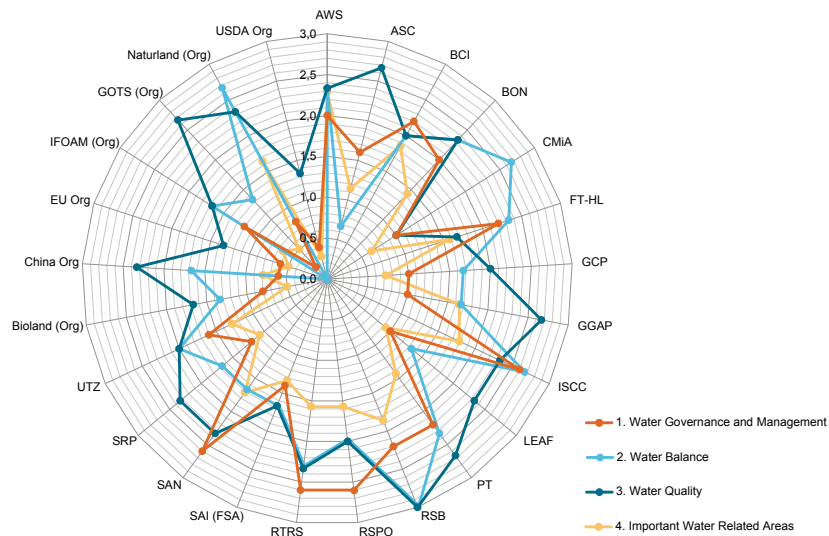 AWS
USDA Org
ASC
Naturland (Org)
BCI
GOTS (Org)
BON
IFOAM (Org)
CMiA
EU Org
FT-HL
China Org
GCP
Bioland (Org)
GGAP
UTZ
ISCC
SRP
LEAF
SAN
PT
SAI (FSA)
RSB
RTRS
RSPO
3,0
2,5
2,0
1,5
1,0
0,5
0,0
1. Water Governance and Management
2. Water Balance
3. Water Quality
4. Important Water Related Areas